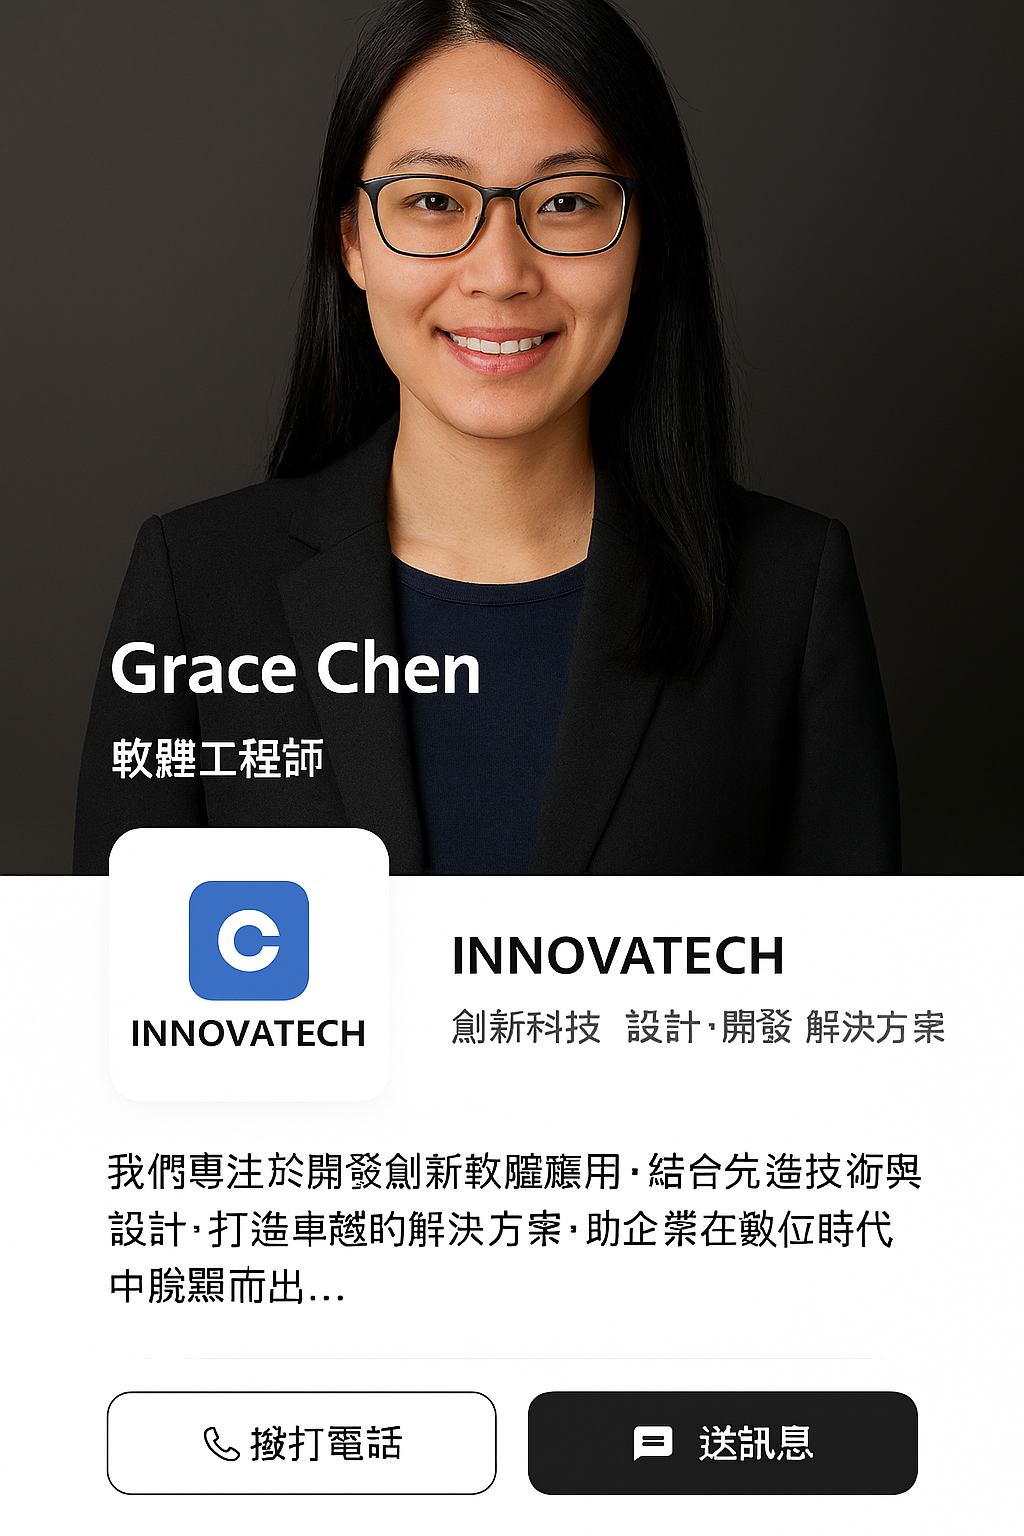 Grace Chen
軟體工程師
INNOVATECH
INNOVATECH
創新科技 設計·開發 解決方案
我們專注於開發創新軟體應用·結合先進技術與
設計·打造卓越的解決方案·助企業在數位時代
中脫穎而出...
撥打電話
送訊息